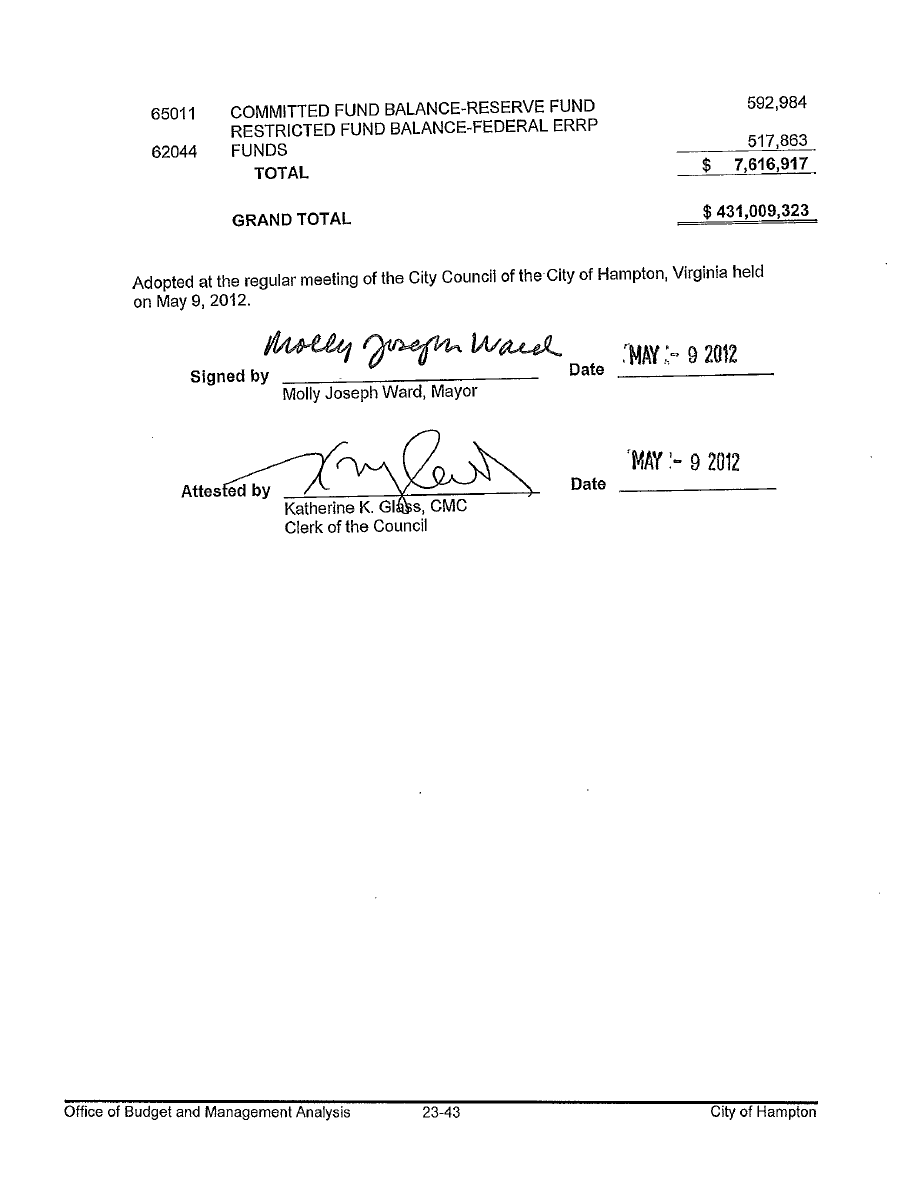 65011 COMMITTED FUND BALANCE-RESERVE FUND 592,984
RESTRICTED FUND BALANCE-FEDERAL ERRP
62044 FUNDS 517,863
TOTAL $ 7,616,917
GRAND TOTAL $ 431,009,323
Adopted at the regular meeting of the City Council of the City of Hampton, Virginia held
on May 9, 2012.
Molly Joseph Ward
Signed by Date MAY - 9 2012
Molly Joseph Ward, Mayor
Attested by Date MAY - 9 2012
Katherine K. Glass, CMC
Clerk of the Council
Office of Budget and Management Analysis 23-43 City of Hampton